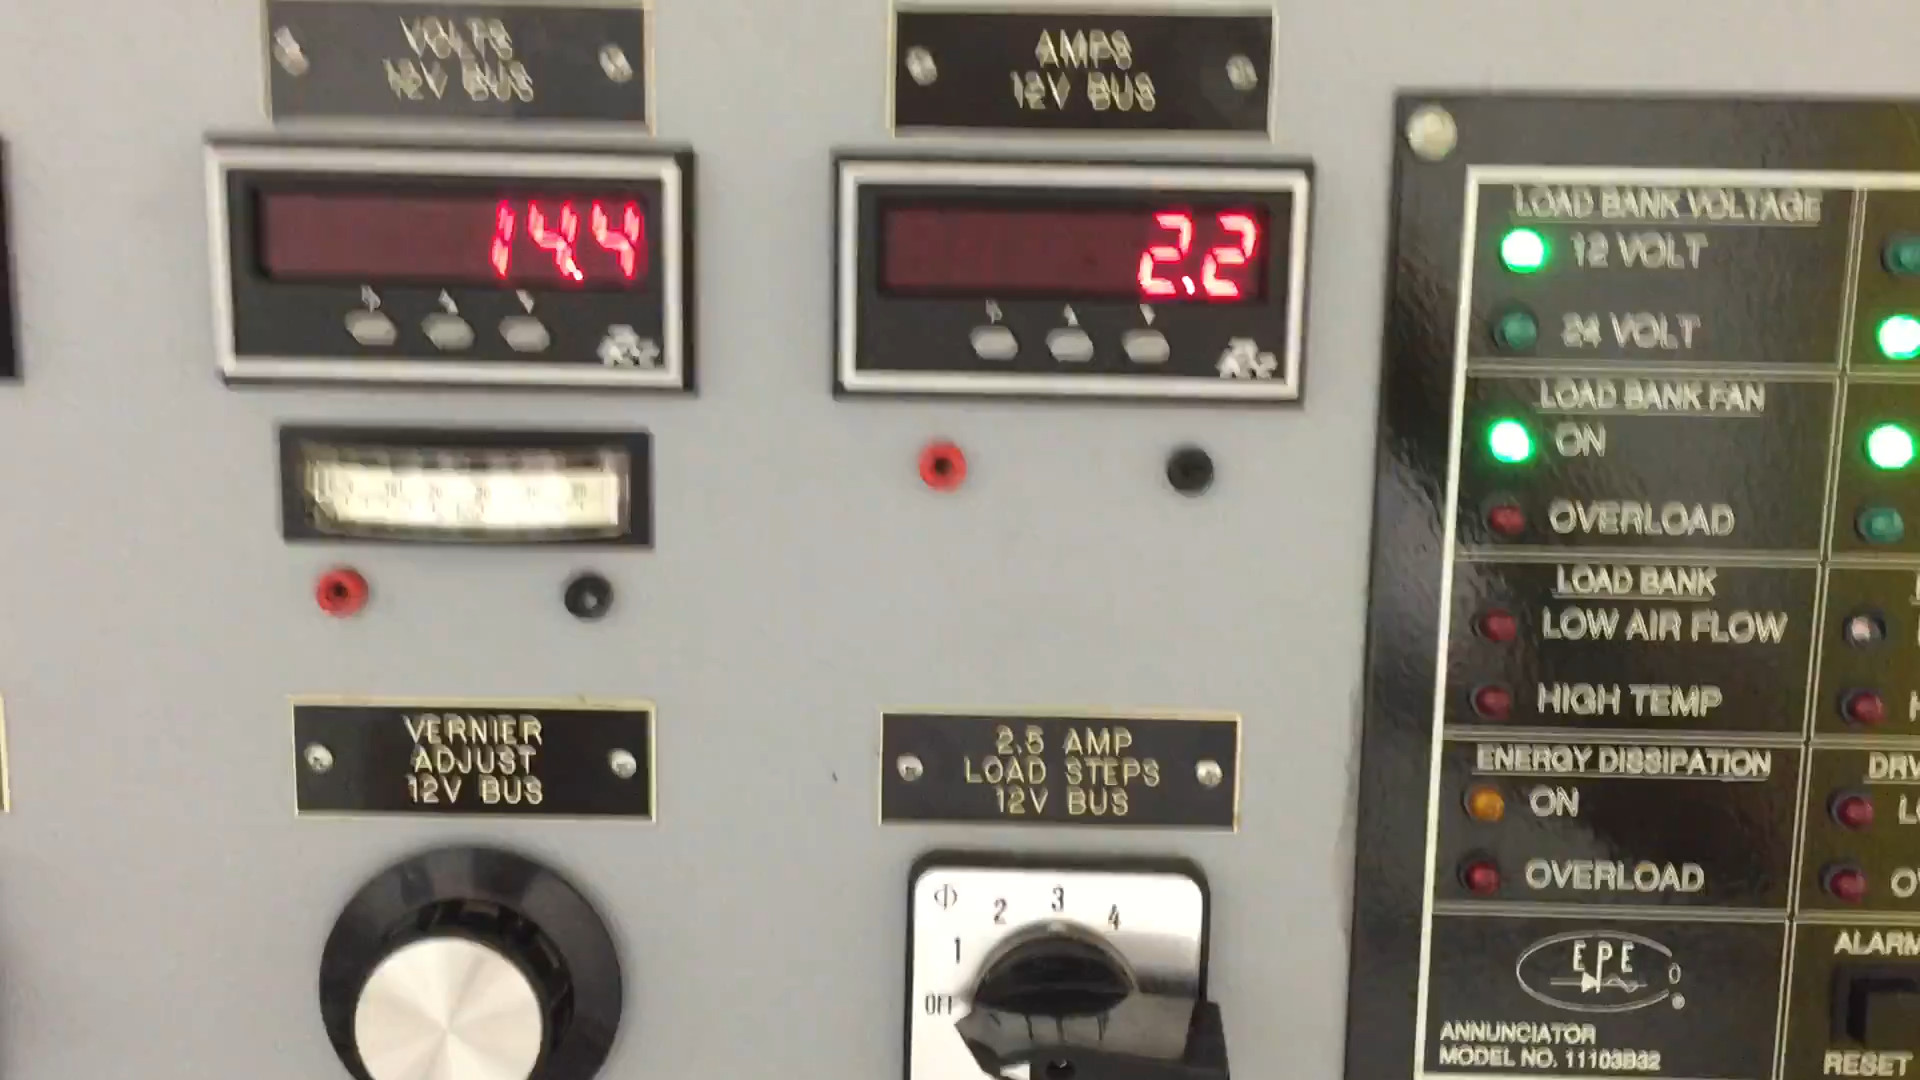 VOLTS
12V BUS
AMPS
12V BUS
14.4
2.2
VERNIER
ADJUST
12V BUS
2.5 AMP
LOAD STEPS
12V BUS
OFF
1
2
3
4
LOAD BANK VOLTAGE
12 VOLT
24 VOLT
LOAD BANK FAN
ON
OVERLOAD
LOAD BANK
LOW AIR FLOW
HIGH TEMP
ENERGY DISSIPATION
ON
OVERLOAD
EPE
ANNUNCIATOR
MODEL NO. 11103B32
ALARM
RESET